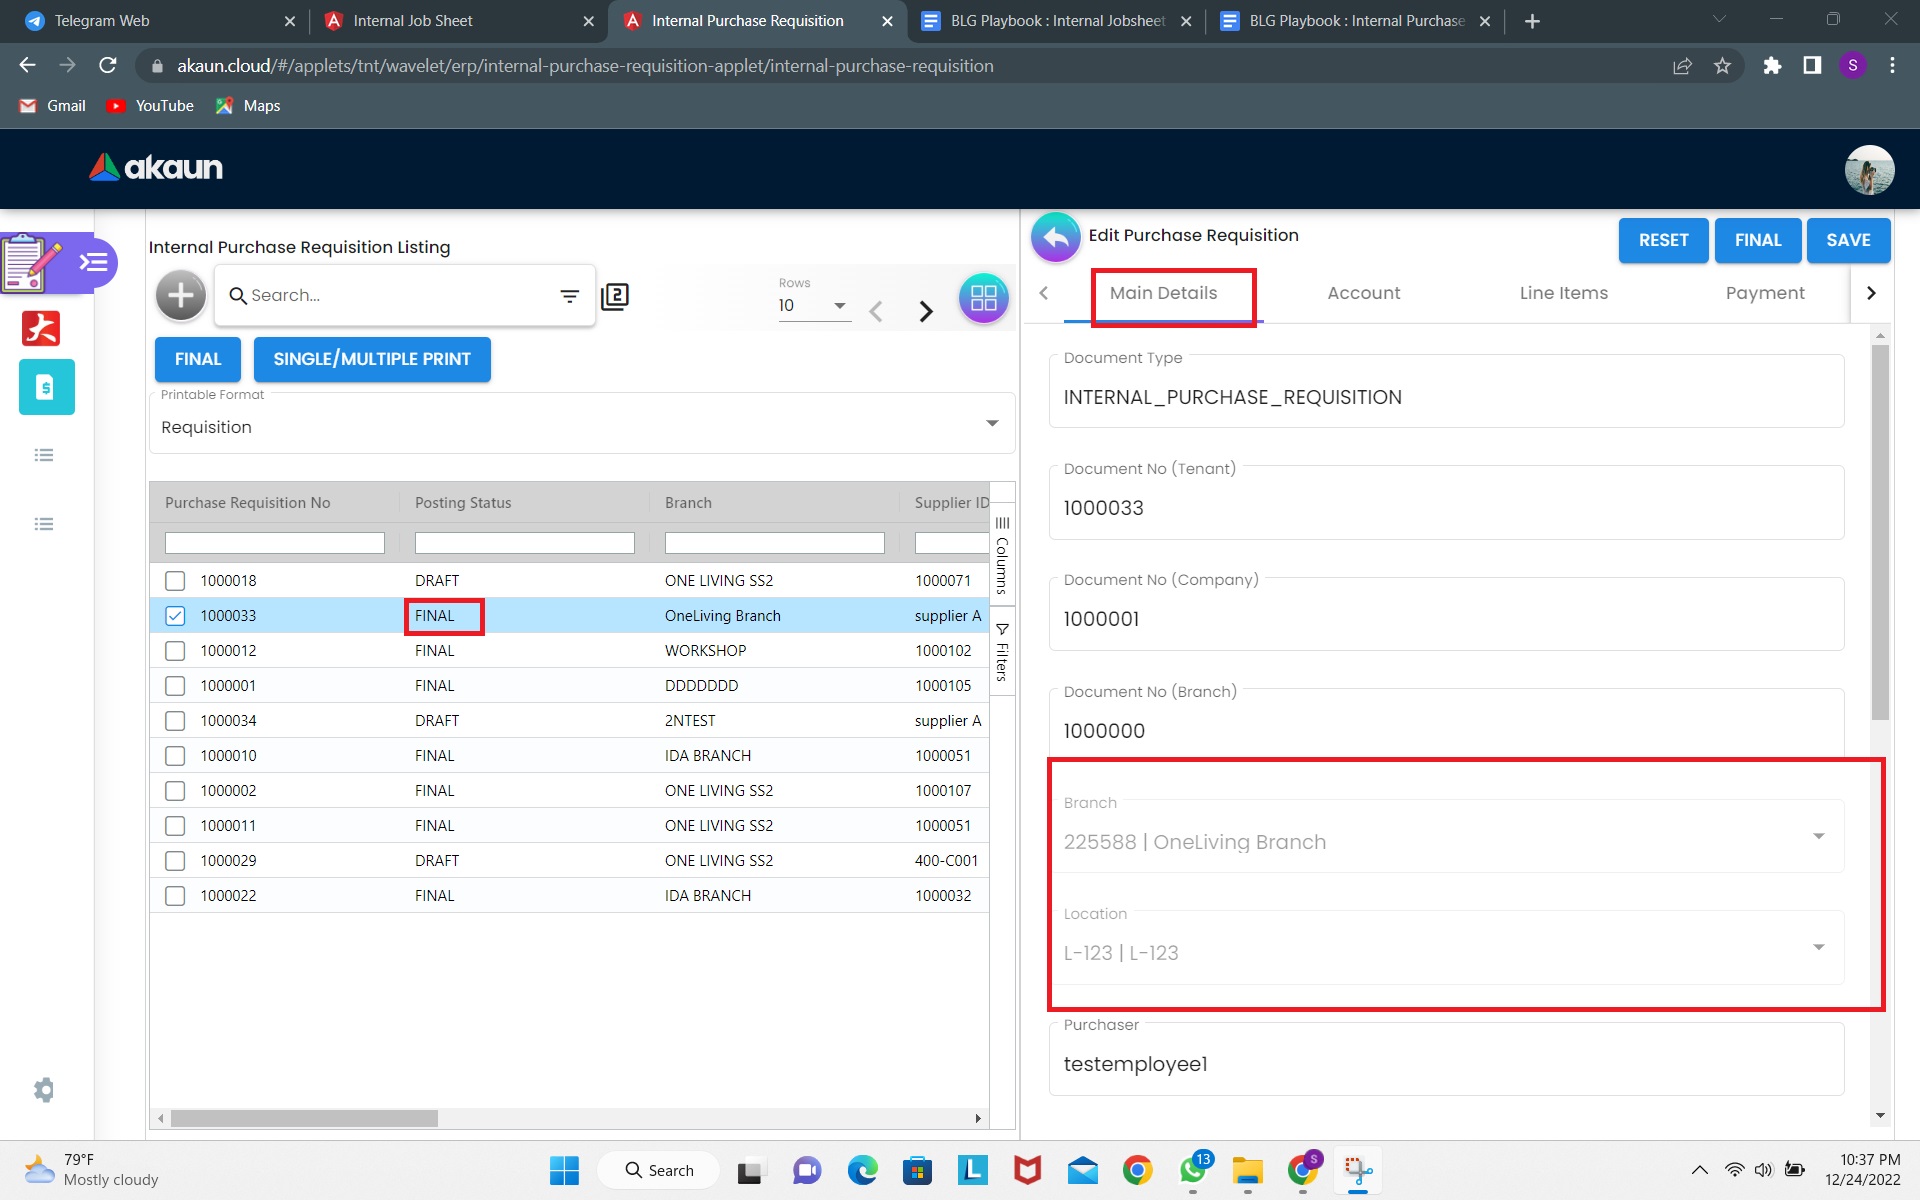 Telegram Web
Internal Job Sheet
Internal Purchase Requisition
BLG Playbook : Internal Jobsheet
BLG Playbook : Internal Purchase
akaun.cloud/#/applets/tnt/wavelet/erp/internal-purchase-requisition-applet/internal-purchase-requisition
S
Gmail
YouTube
Maps
akaun
Internal Purchase Requisition Listing
Search...
2
Rows
10
FINAL
SINGLE/MULTIPLE PRINT
Printable Format
Requisition
Purchase Requisition No Posting Status Branch Supplier ID
1000018 DRAFT ONE LIVING SS2 1000071
1000033 FINAL OneLiving Branch supplier A
1000012 FINAL WORKSHOP 1000102
1000001 FINAL DDDDDDD 1000105
1000034 DRAFT 2NTEST supplier A
1000010 FINAL IDA BRANCH 1000051
1000002 FINAL ONE LIVING SS2 1000107
1000011 FINAL ONE LIVING SS2 1000051
1000029 DRAFT ONE LIVING SS2 400-C001
1000022 FINAL IDA BRANCH 1000032
Columns
Filters
Edit Purchase Requisition
RESET
FINAL
SAVE
Main Details
Account
Line Items
Payment
Document Type
INTERNAL_PURCHASE_REQUISITION
Document No (Tenant)
1000033
Document No (Company)
1000001
Document No (Branch)
1000000
Branch
225588 | OneLiving Branch
Location
L-123 | L-123
Purchaser
testemployee1
79°F
Mostly cloudy
Search
L
13
S
10:37 PM
12/24/2022